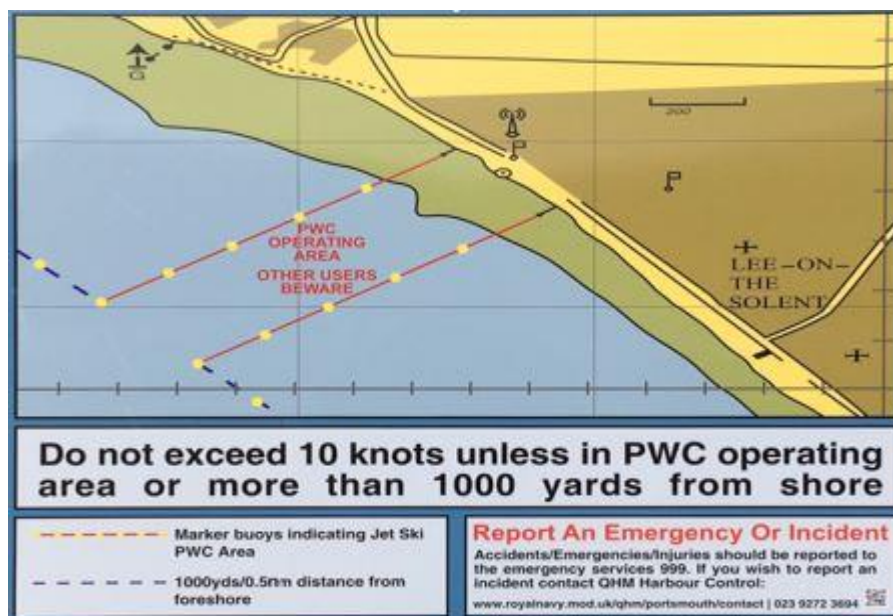 G
200
PWC
OPERATING
AREA
OTHER USERS
BEWARE
LEE-ON-
THE
SOLENT
Do not exceed 10 knots unless in PWC operating
area or more than 1000 yards from shore
Marker buoys indicating Jet Ski
PWC Area
1000yds/0.5nm distance from
foreshore
Report An Emergency Or Incident
Accidents/Emergencies/Injuries should be reported to
the emergency services 999. If you wish to report an
incident contact QHM Harbour Control:
www.royalnavy.mod.uk/qhm/portsmouth/contact | 023 9272 3694